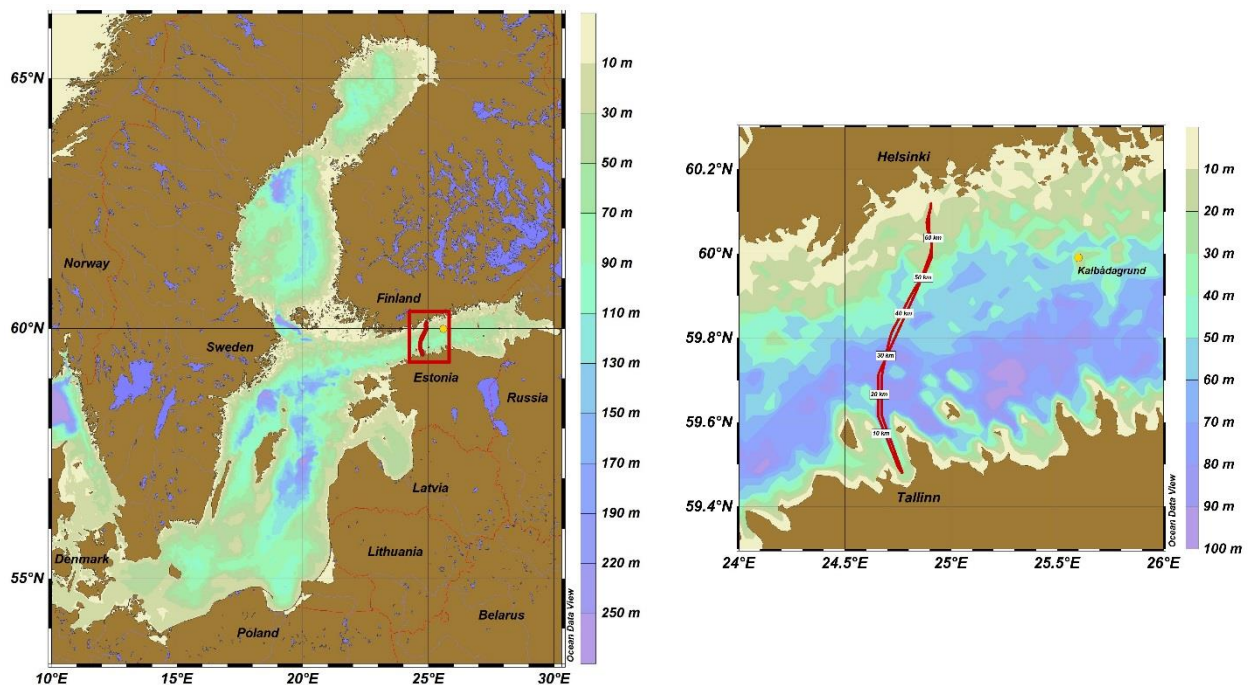 65°N
60°N
55°N
10°E
15°E
20°E
25°E
30°E
Norway
Finland
Sweden
Estonia
Russia
Latvia
Lithuania
Denmark
Belarus
Poland
Ocean Data View
10 m
30 m
50 m
70 m
90 m
110 m
130 m
150 m
170 m
190 m
220 m
250 m
60.2°N
60°N
59.8°N
59.6°N
59.4°N
24°E
24.5°E
25°E
25.5°E
26°E
Helsinki
60 km
Kalbådagrund
50 km
40 km
30 km
20 km
10 km
Tallinn
Ocean Data View
10 m
20 m
30 m
40 m
50 m
60 m
70 m
80 m
90 m
100 m